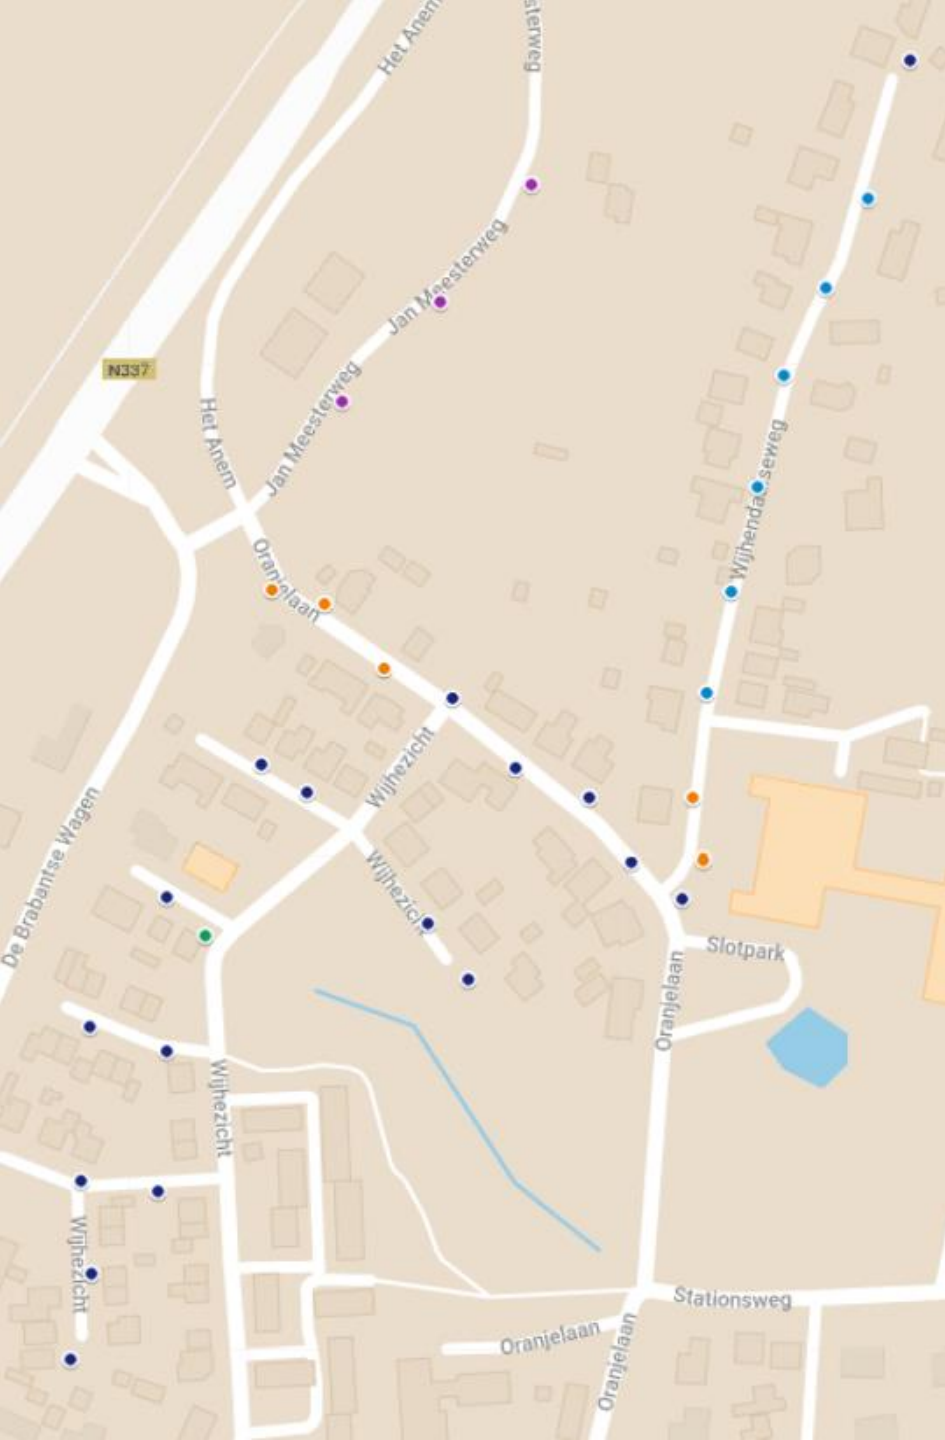 Het Anem
sterweg
Jan Meesterweg
N337
Jan Meesterweg
Het Anem
Oranjelaan
Wijhezicht
De Brabantse Wagen
Wijhezicht
Slotpark
Oranjelaan
Wijhezicht
Wijhezicht
Stationsweg
Oranjelaan
Oranjelaan